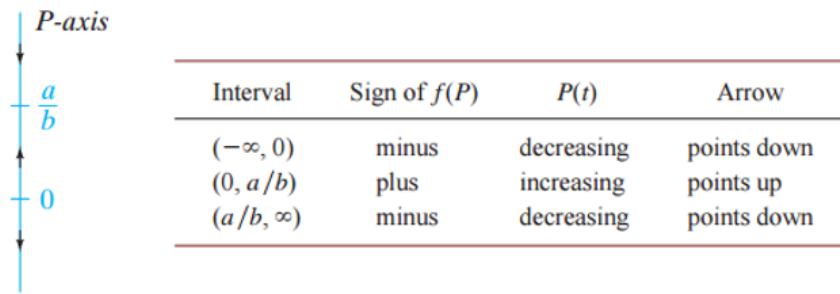 P-axis
a
b
0
Interval Sign of f(P) P(t) Arrow
(−∞, 0) minus decreasing points down
(0, a/b) plus increasing points up
(a/b, ∞) minus decreasing points down